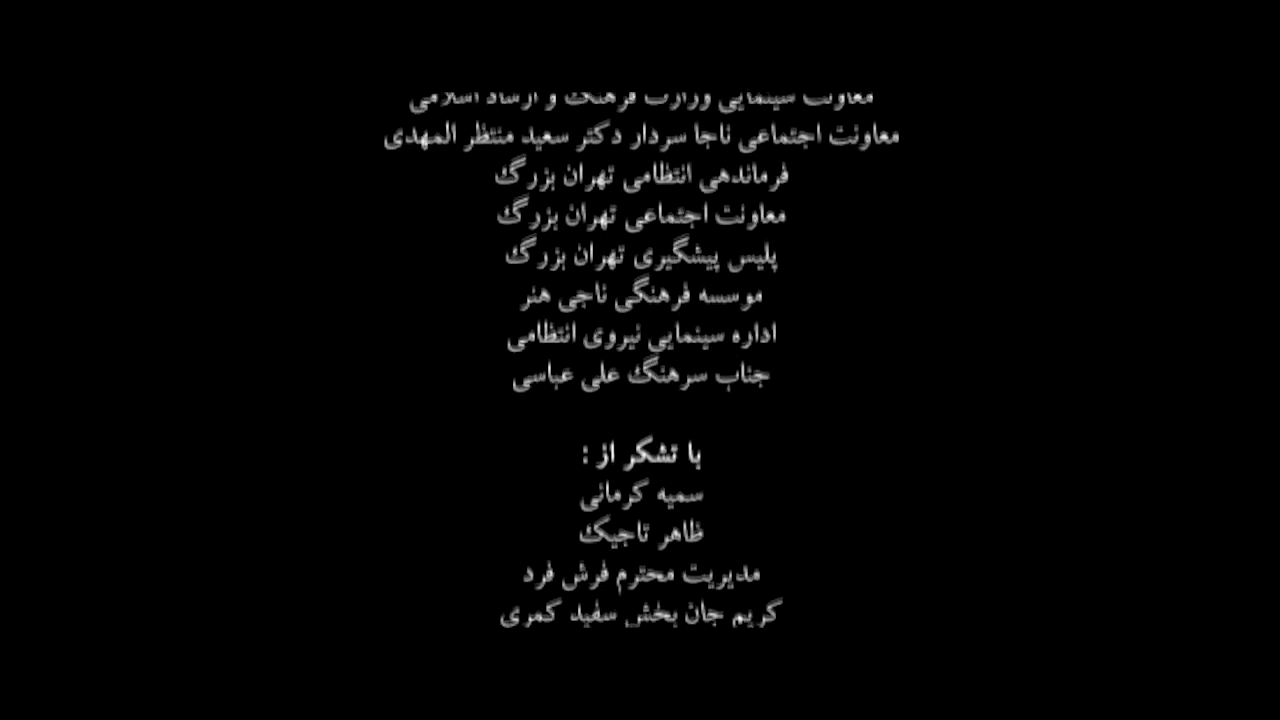 معاونت سینمایی وزارت فرهنگ و ارشاد اسلامی
معاونت اجتماعی ناجا سردار دکتر سعید منتظر المهدی
فرماندهی انتظامی تهران بزرگ
معاونت اجتماعی تهران بزرگ
پلیس پیشگیری تهران بزرگ
موسسه فرهنگی ناجی هنر
اداره سینمایی نیروی انتظامی
جناب سرهنگ علی عباسی
با تشکر از :
سمیه کرمانی
ظاهر تاجیک
مدیریت محترم فرش فرد
کریم جان بخش سفید کمری